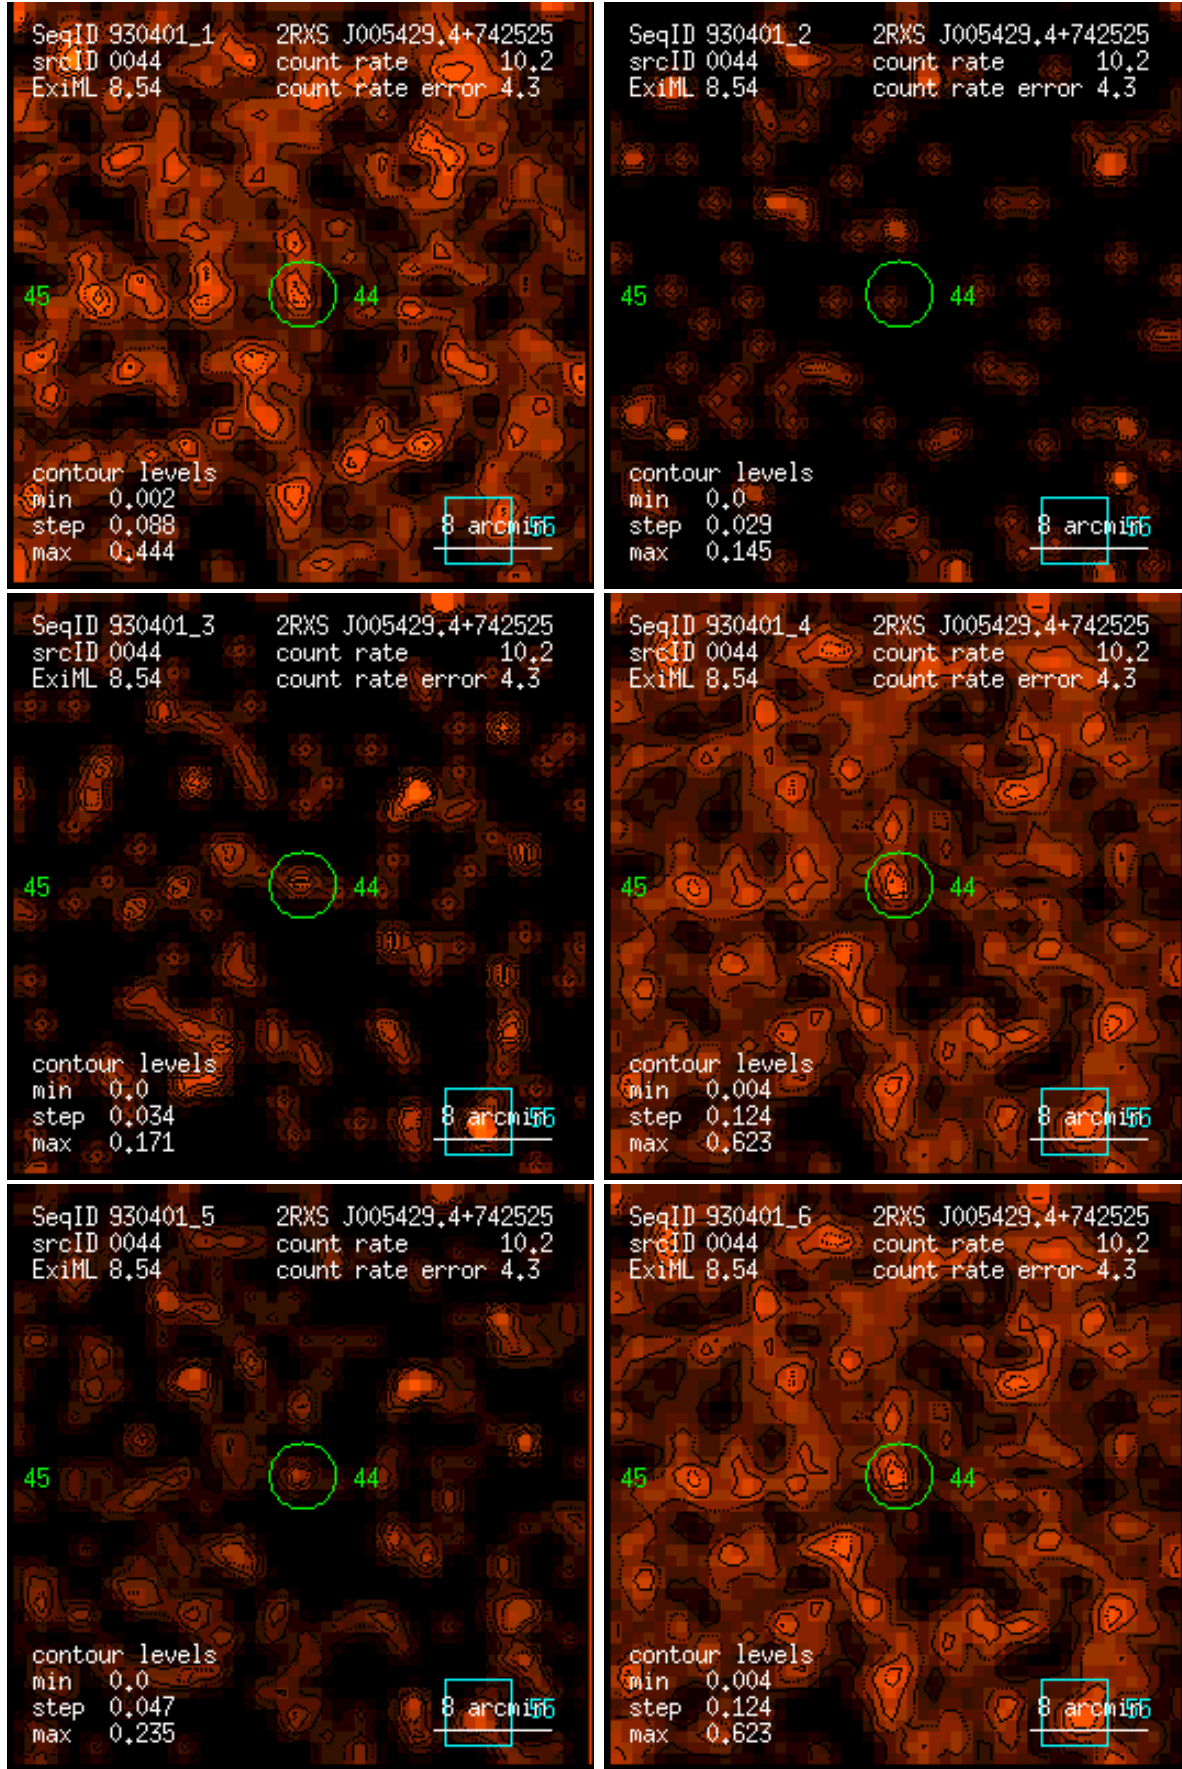 SeqID 930401_1 2RXS J005429.4+742525
srcID 0044 count rate 10.2
ExiML 8.54 count rate error 4.3
45 44
contour levels
min 0.002
step 0.088
max 0.444
8 arcmin 56
SeqID 930401_2 2RXS J005429.4+742525
srcID 0044 count rate 10.2
ExiML 8.54 count rate error 4.3
45 44
contour levels
min 0.0
step 0.029
max 0.145
8 arcmin 56
SeqID 930401_3 2RXS J005429.4+742525
srcID 0044 count rate 10.2
ExiML 8.54 count rate error 4.3
45 44
contour levels
min 0.0
step 0.034
max 0.171
8 arcmin 56
SeqID 930401_4 2RXS J005429.4+742525
srcID 0044 count rate 10.2
ExiML 8.54 count rate error 4.3
45 44
contour levels
min 0.004
step 0.124
max 0.623
8 arcmin 56
SeqID 930401_5 2RXS J005429.4+742525
srcID 0044 count rate 10.2
ExiML 8.54 count rate error 4.3
45 44
contour levels
min 0.0
step 0.047
max 0.235
8 arcmin 56
SeqID 930401_6 2RXS J005429.4+742525
srcID 0044 count rate 10.2
ExiML 8.54 count rate error 4.3
45 44
contour levels
min 0.004
step 0.124
max 0.623
8 arcmin 56